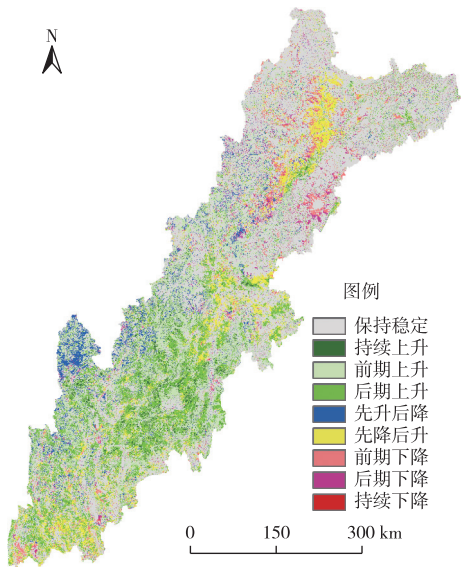 N
图例
保持稳定
持续上升
前期上升
后期上升
先升后降
先降后升
前期下降
后期下降
持续下降
0 150 300 km